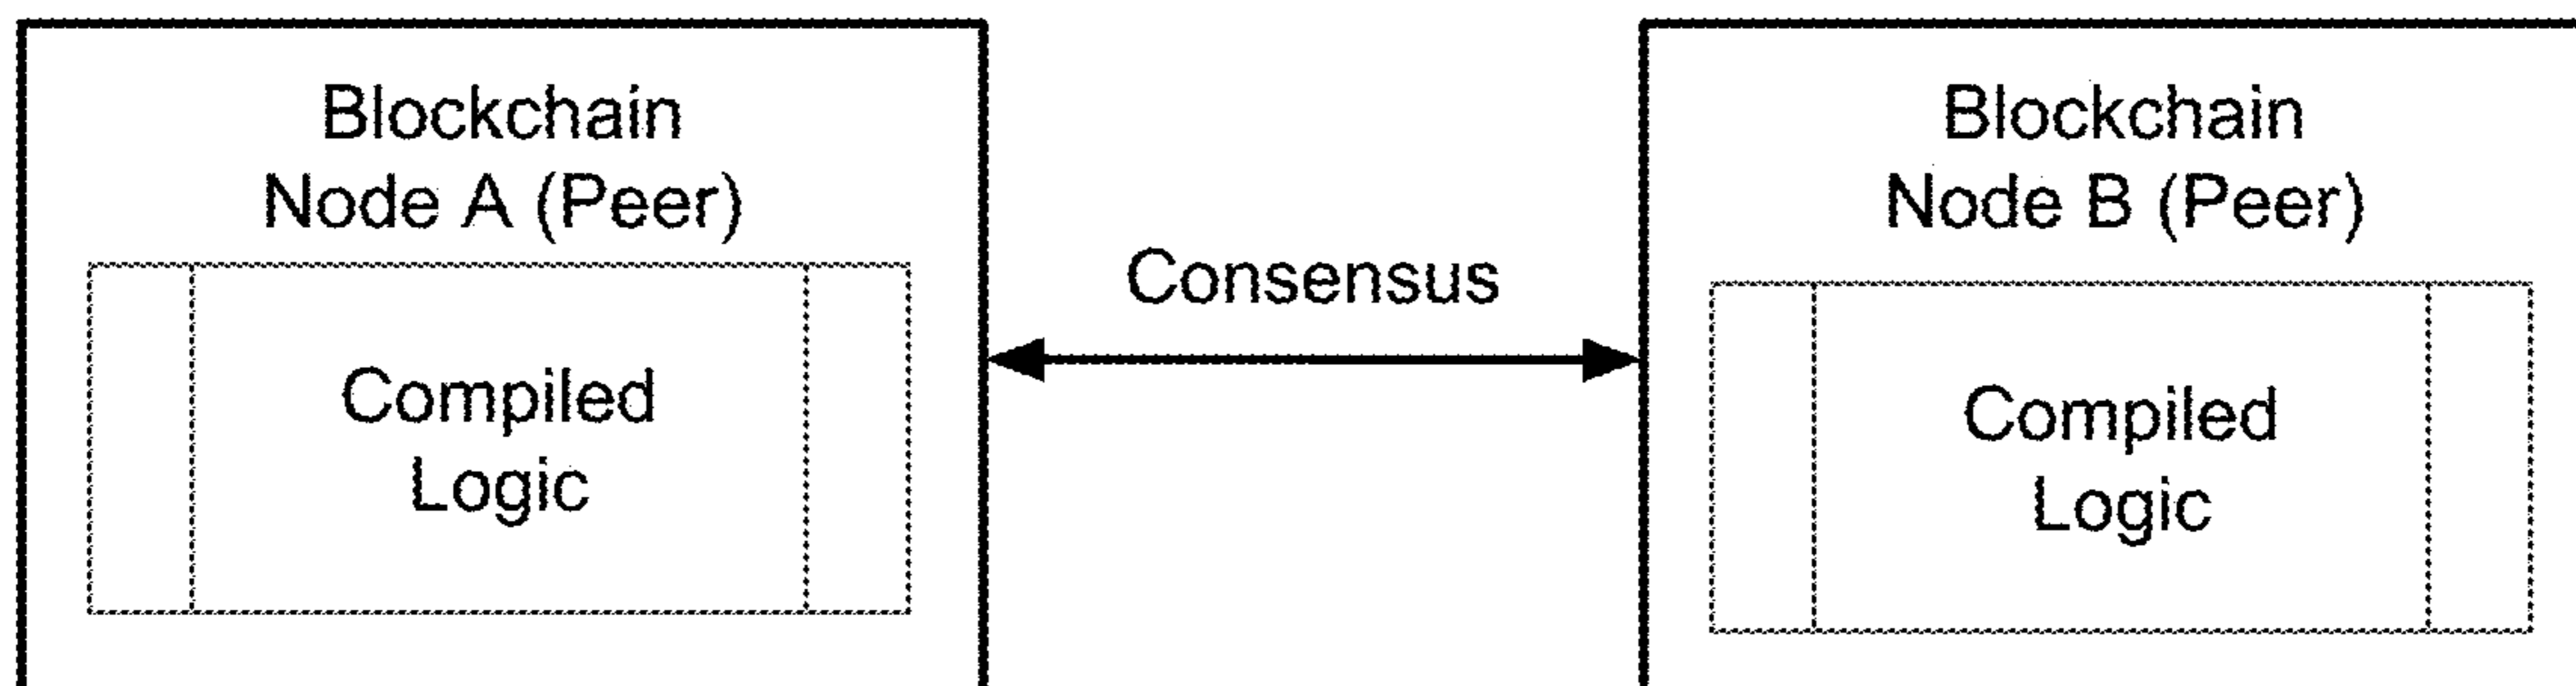 Blockchain
Node A (Peer)
Compiled
Logic
Consensus
Blockchain
Node B (Peer)
Compiled
Logic